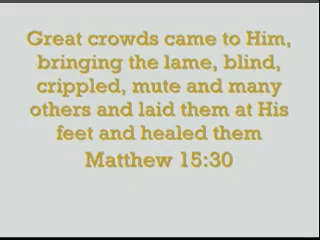 Great crowds came to Him,
bringing the lame, blind,
crippled, mute and many
others and laid them at His
feet and healed them
Matthew 15:30